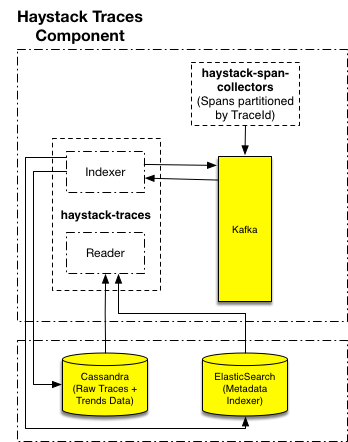 Haystack Traces
Component
haystack-span-
collectors
(Spans partitioned
by TraceId)
Indexer
haystack-traces
Kafka
Reader
Cassandra
(Raw Traces +
Trends Data)
ElasticSearch
(Metadata
Indexer)